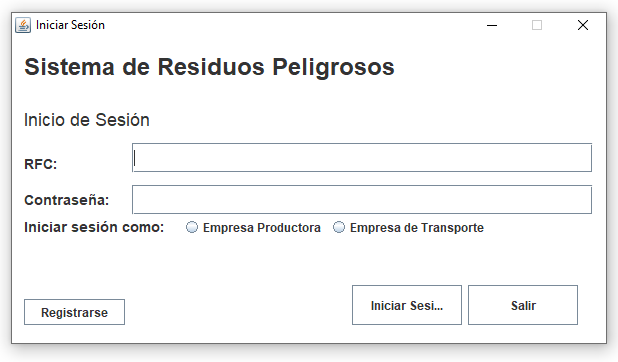 Iniciar Sesión
Sistema de Residuos Peligrosos
Inicio de Sesión
RFC:
Contraseña:
Iniciar sesión como: Empresa Productora Empresa de Transporte
Registrarse Iniciar Sesi... Salir